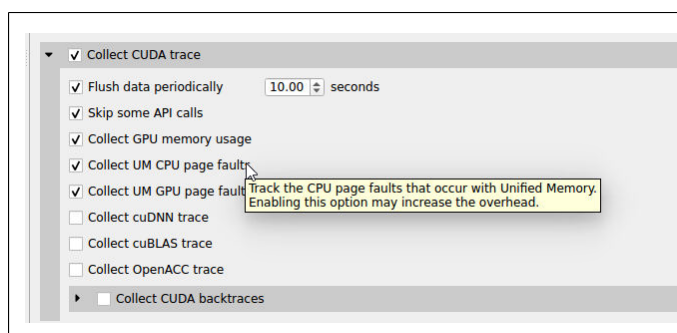 Collect CUDA trace
Flush data periodically 10.00 seconds
Skip some API calls
Collect GPU memory usage
Collect UM CPU page faults
Collect UM GPU page fault
Track the CPU page faults that occur with Unified Memory.
Enabling this option may increase the overhead.
Collect cuDNN trace
Collect cuBLAS trace
Collect OpenACC trace
Collect CUDA backtraces